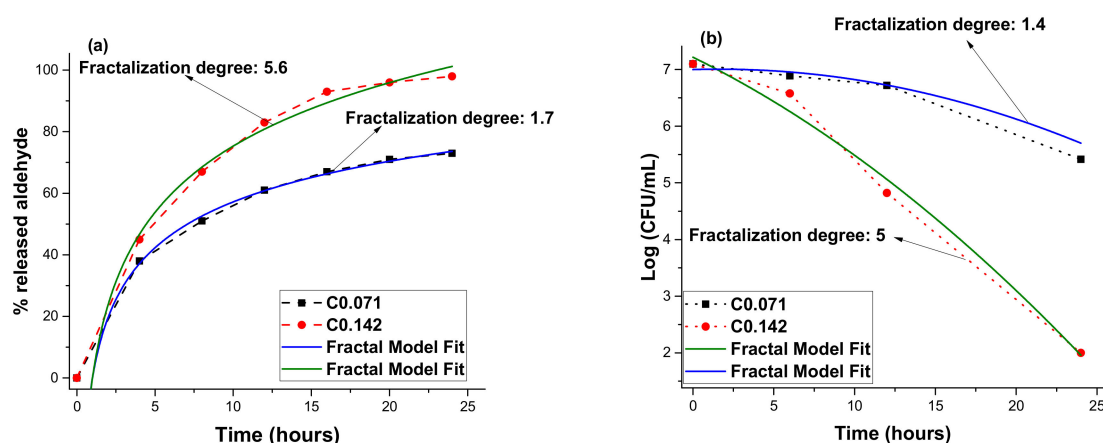 (a)
Fractalization degree: 5.6
Fractalization degree: 1.7
100
80
60
40
20
0
% released aldehyde
C0.071
C0.142
Fractal Model Fit
Fractal Model Fit
0 5 10 15 20 25
Time (hours)
(b)
Fractalization degree: 1.4
7
6
5
4
3
2
Log (CFU/mL)
Fractalization degree: 5
C0.071
C0.142
Fractal Model Fit
Fractal Model Fit
0 5 10 15 20 25
Time (hours)